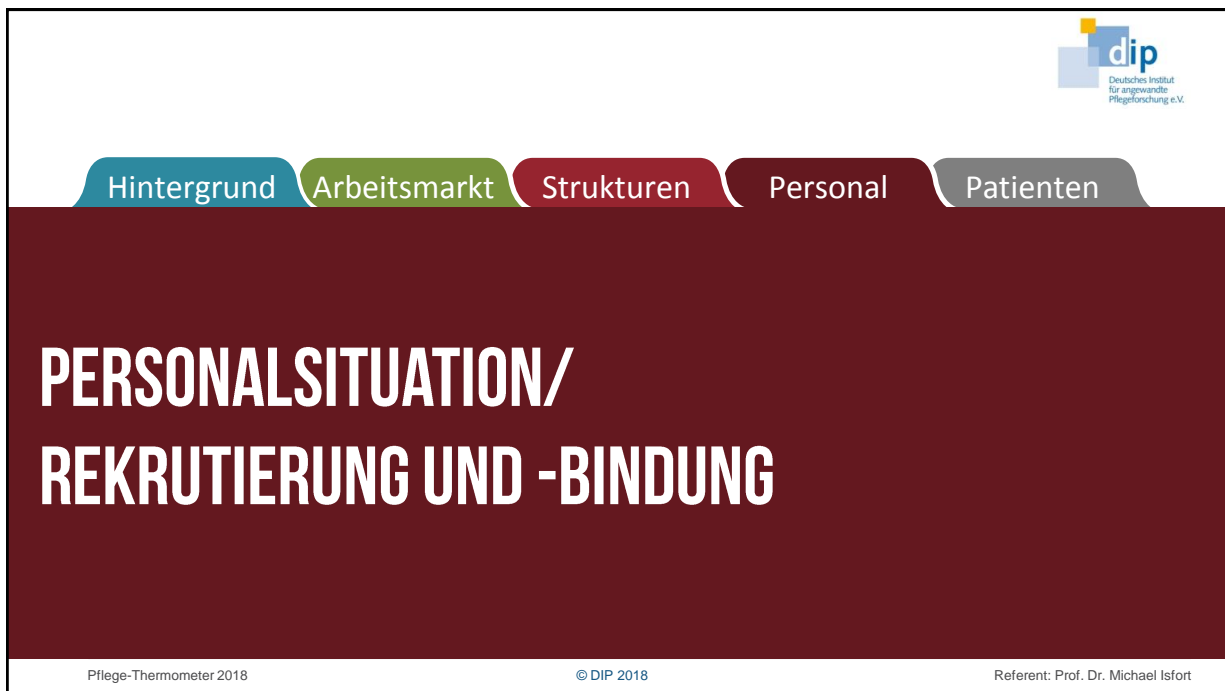 dip
Deutsches Institut
für angewandte
Pflegeforschung e.V.
Hintergrund Arbeitsmarkt Strukturen Personal Patienten
PERSONALSITUATION/
REKRUTIERUNG UND -BINDUNG
Pflege-Thermometer 2018 © DIP 2018 Referent: Prof. Dr. Michael Isfort